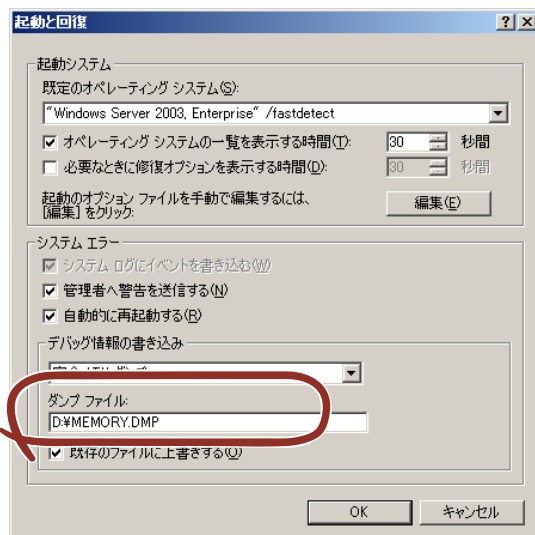 起動と回復
起動システム
既定のオペレーティング システム(S):
"Windows Server 2003, Enterprise" /fastdetect
オペレーティング システムの一覧を表示する時間(T): 30 秒間
必要なときに修復オプションを表示する時間(D): 30 秒間
起動のオプション ファイルを手動で編集するには、
[編集] をクリック:
編集(E)
システム エラー
システム ログにイベントを書き込む(W)
管理者へ警告を送信する(N)
自動的に再起動する(R)
デバッグ情報の書き込み
ダンプ ファイル:
D:¥MEMORY.DMP
既存のファイルに上書きする(O)
OK キャンセル